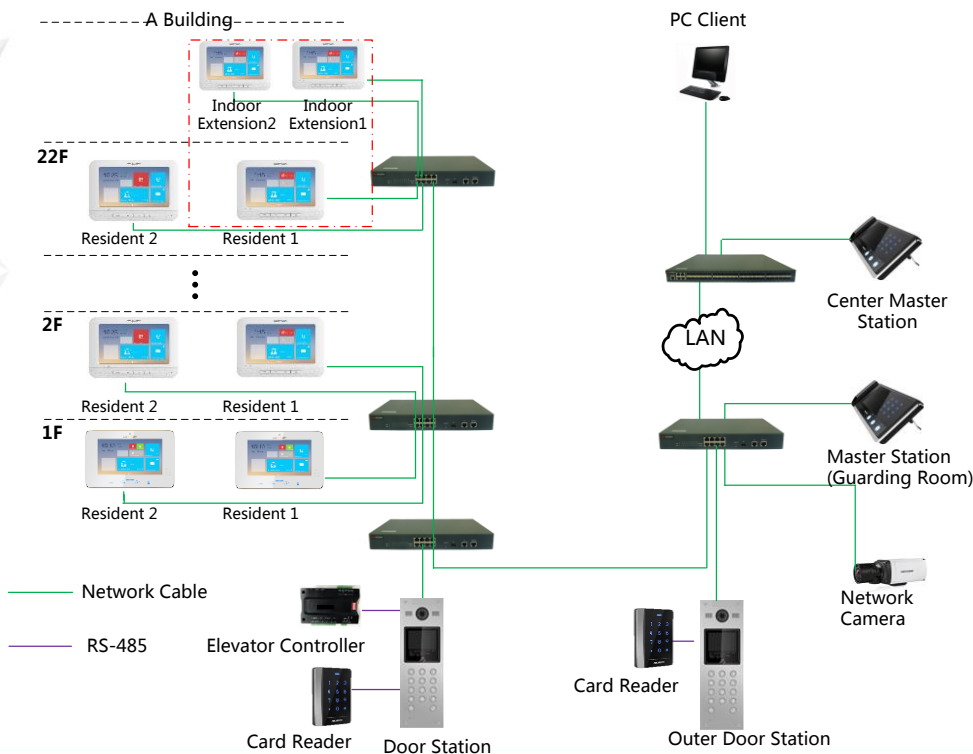 A Building
PC Client
Indoor
Extension2
Indoor
Extension1
22F
Resident 2
Resident 1
Center Master
Station
2F
LAN
Resident 2
Resident 1
1F
Master Station
(Guarding Room)
Resident 2
Resident 1
Network Cable
Network
Camera
RS-485
Elevator Controller
Card Reader
Card Reader
Door Station
Outer Door Station